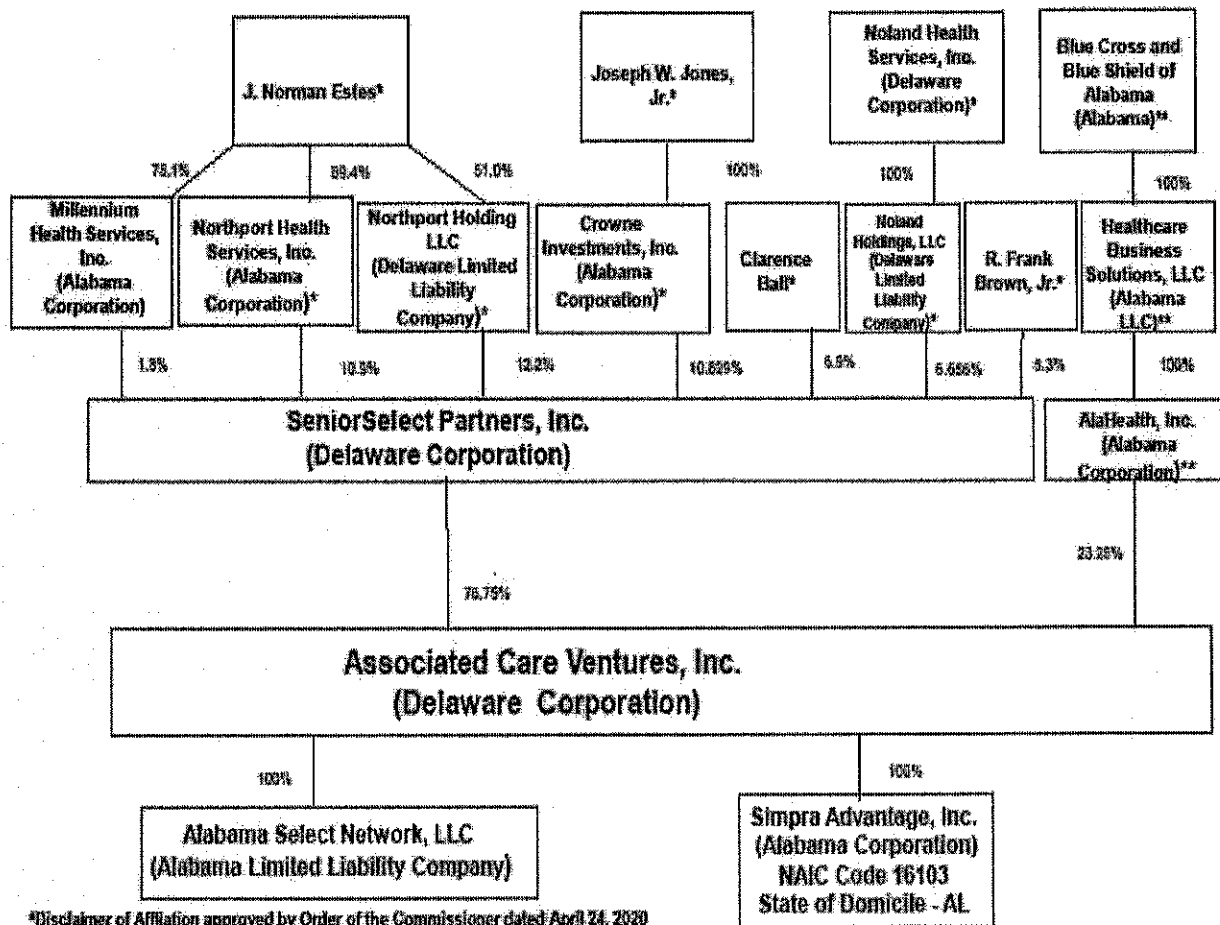 J. Norman Estes*
Joseph W. Jones,
Jr.*
Noland Health
Services, Inc.
(Delaware
Corporation)*
Blue Cross and
Blue Shield of
Alabama
(Alabama)**
51.0%
100%
100%
100%
Millennium
Health Services,
Inc.
(Alabama
Corporation)
Northport Health
Services, Inc.
(Alabama
Corporation)*
Northport Holding
LLC
(Delaware Limited
Liability
Company)*
Crowne
Investments, Inc.
(Alabama
Corporation)*
Clarence
Ball*
Noland
Holdings, LLC
(Delaware
Limited
Liability
Company)*
R. Frank
Brown, Jr.*
Healthcare
Business
Solutions, LLC
(Alabama
LLC)**
12.2%
100%
SeniorSelect Partners, Inc.
(Delaware Corporation)
AlaHealth, Inc.
(Alabama
Corporation)**
76.75%
23.25%
Associated Care Ventures, Inc.
(Delaware Corporation)
100%
100%
Alabama Select Network, LLC
(Alabama Limited Liability Company)
Simpra Advantage, Inc.
(Alabama Corporation)
NAIC Code 16103
State of Domicile - AL
*Disclaimer of Affiliation approved by Order of the Commissioner dated April 24, 2020